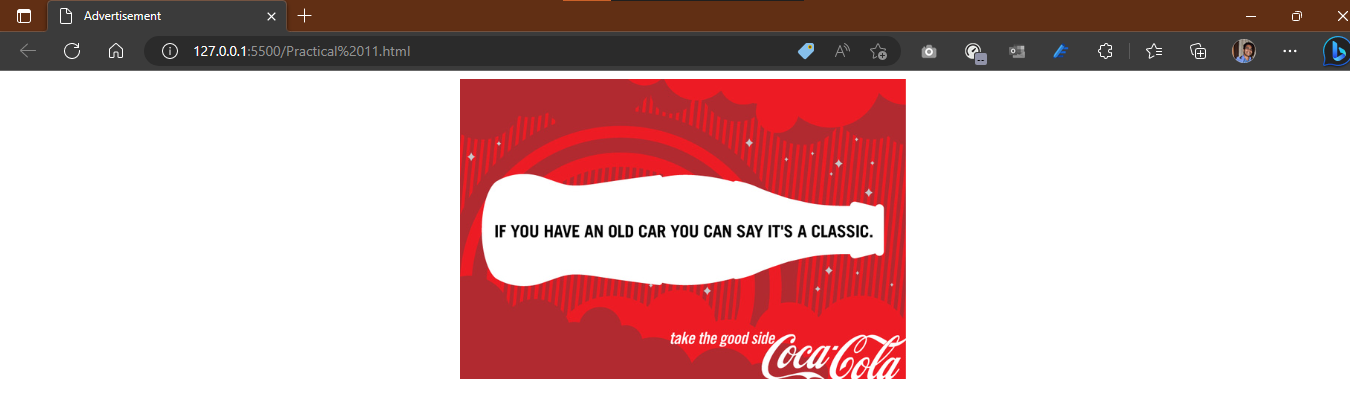 Advertisement
127.0.0.1:5500/Practical%2011.html
IF YOU HAVE AN OLD CAR YOU CAN SAY IT'S A CLASSIC.
take the good side
Coca-Cola